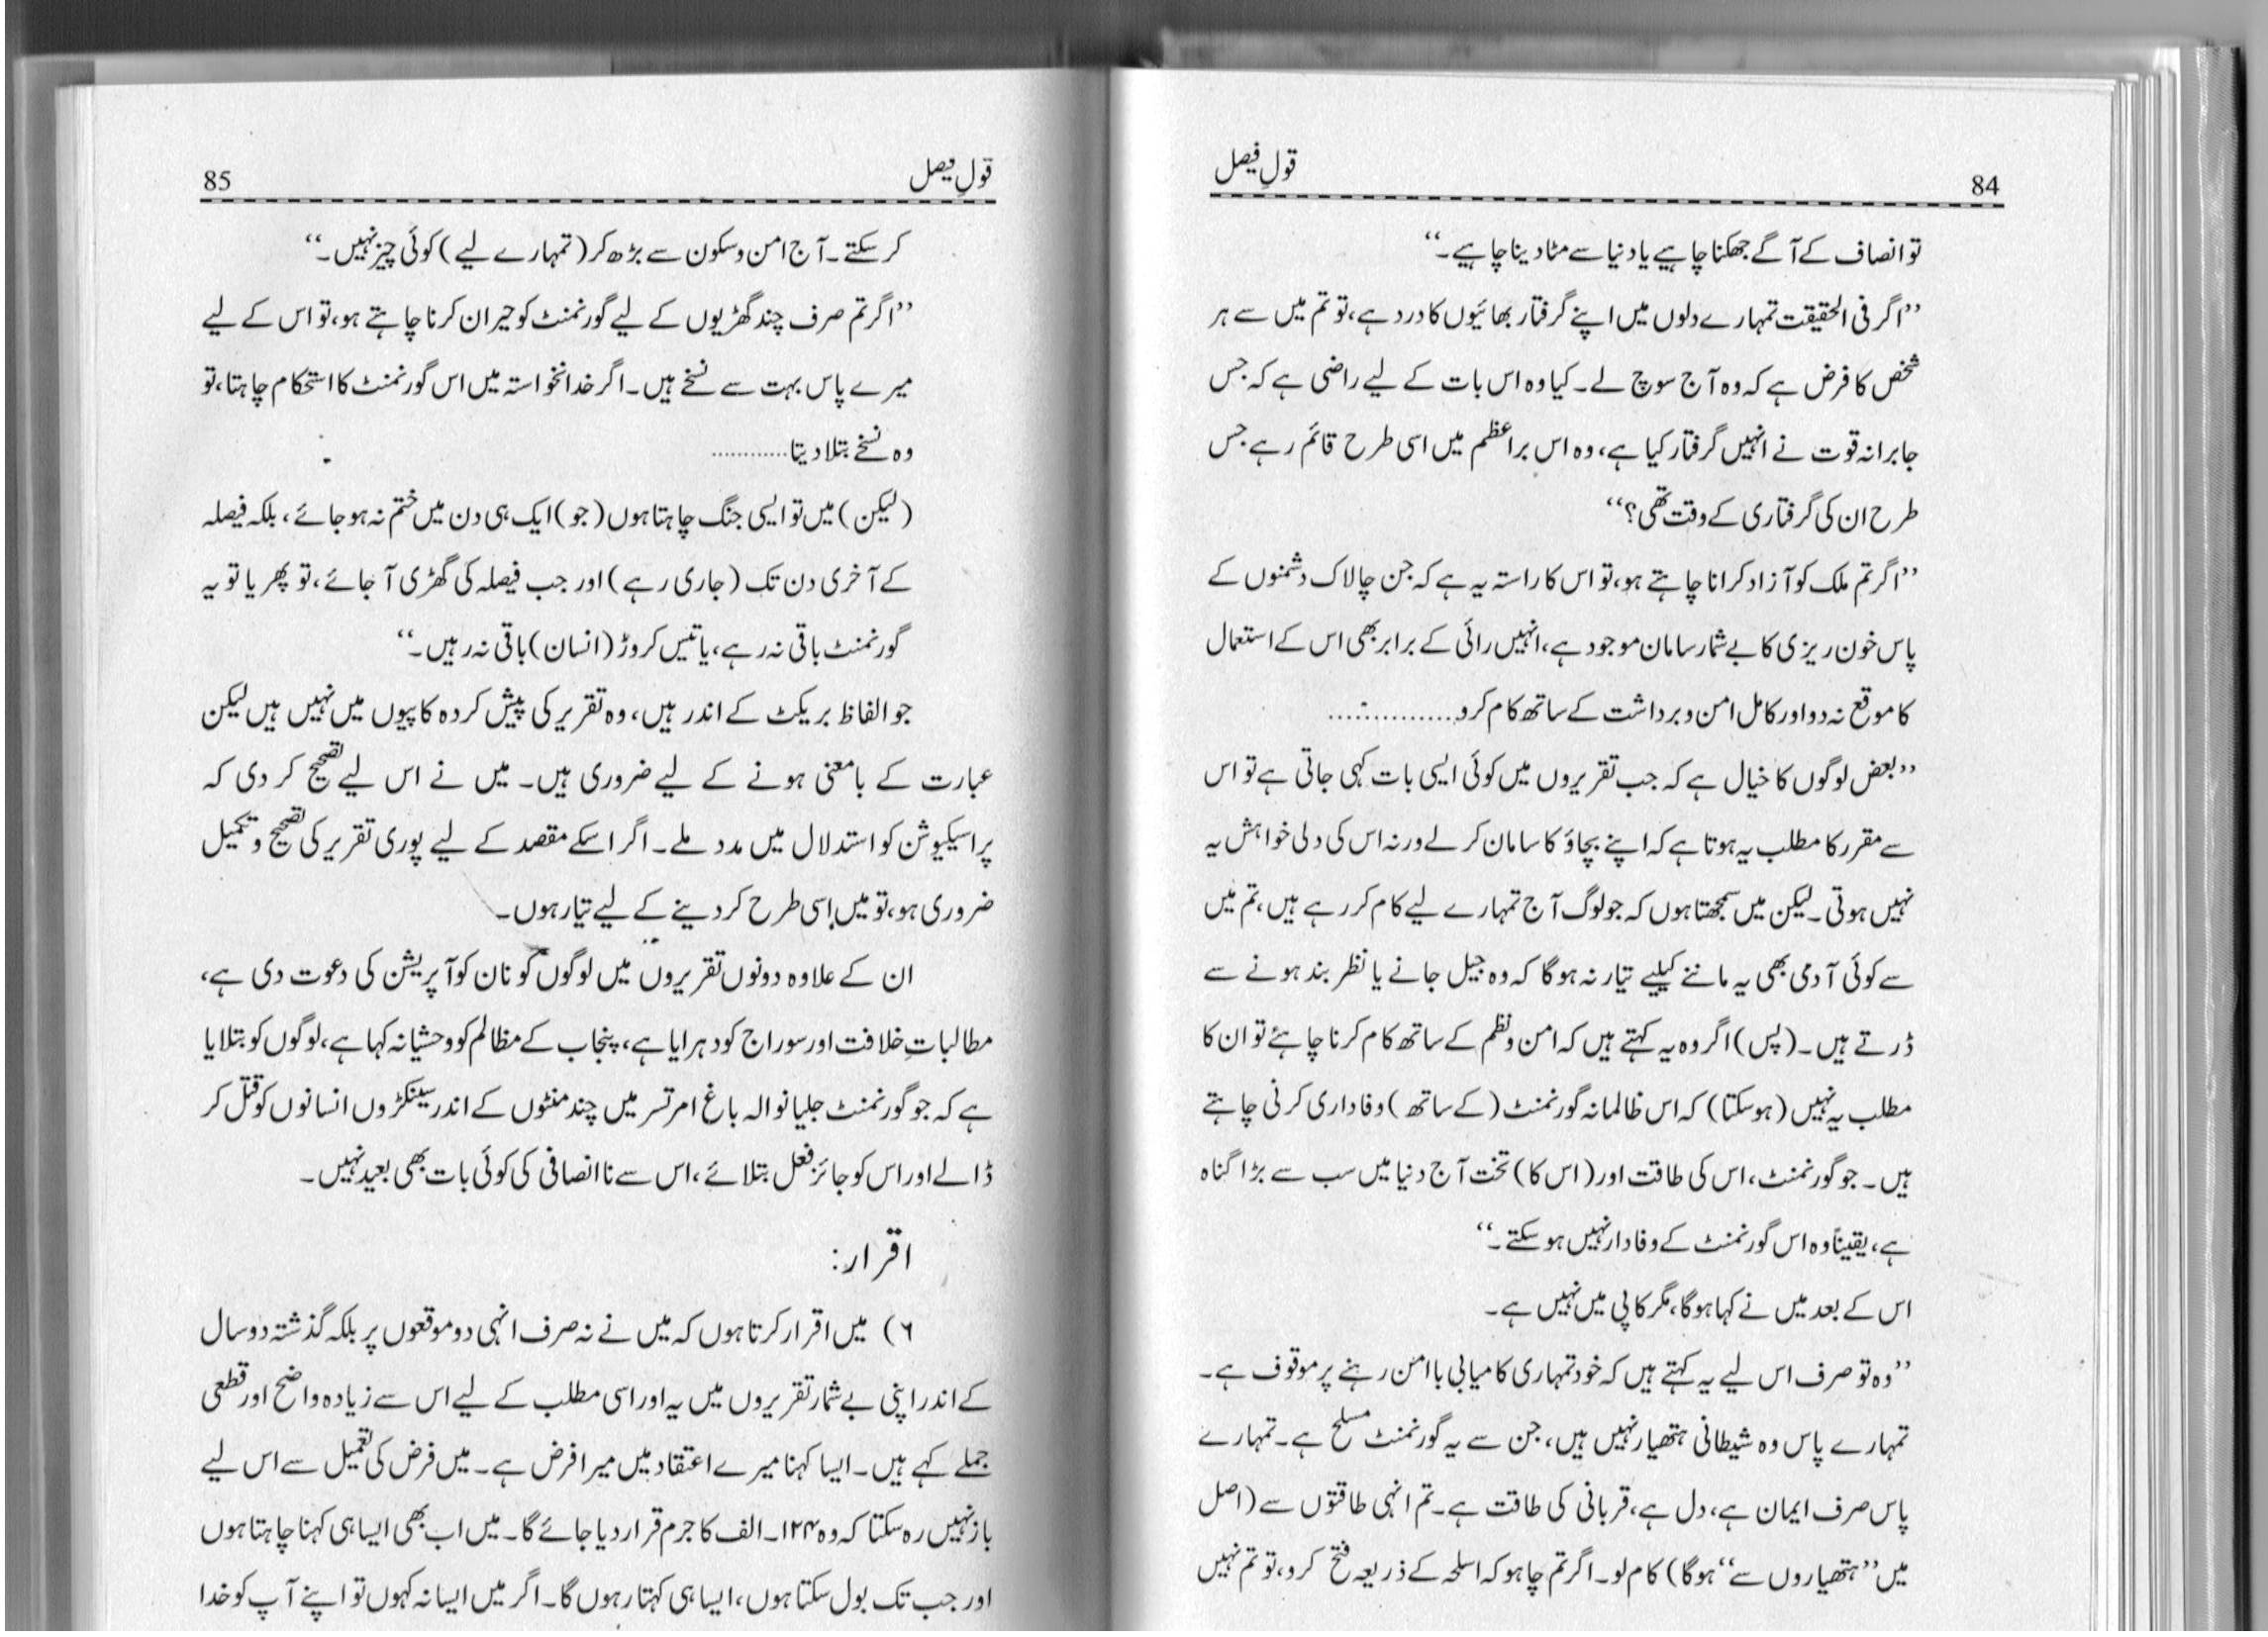 قولِ فیصل
84
تو انصاف کے آگے جھکنا چاہیے یا دنیا سے مٹا دینا چاہیے۔‘‘
’’اگر فی الحقیقت تمہارے دلوں میں اپنے گرفتار بھائیوں کا درد ہے، تو تم میں سے ہر
شخص کا فرض ہے کہ وہ آج سوچ لے۔ کیا وہ اس بات کے لیے راضی ہے کہ جس
جابرانہ قوت نے انہیں گرفتار کیا ہے، وہ اس براعظم میں اسی طرح قائم رہے جس
طرح ان کی گرفتاری کے وقت تھی؟‘‘
’’اگر تم ملک کو آزاد کرانا چاہتے ہو، تو اس کا راستہ یہ ہے کہ جن چالاک دشمنوں کے
پاس خون ریزی کا بے شمار سامان موجود ہے، انہیں رائی کے برابر بھی اس کے استعمال
کا موقع نہ دو اور کامل امن و برداشت کے ساتھ کام کرو...............
’’بعض لوگوں کا خیال ہے کہ جب تقریروں میں کوئی ایسی بات کہی جاتی ہے تو اس
سے مقرر کا مطلب یہ ہوتا ہے کہ اپنے بچاؤ کا سامان کر لے ورنہ اس کی دلی خواہش یہ
نہیں ہوتی۔ لیکن میں سمجھتا ہوں کہ جو لوگ آج تمہارے لیے کام کر رہے ہیں، تم میں
سے کوئی آدمی بھی یہ ماننے کیلیے تیار نہ ہوگا کہ وہ جیل جانے یا نظر بند ہونے سے
ڈرتے ہیں۔ (پس) اگر وہ یہ کہتے ہیں کہ امن و نظم کے ساتھ کام کرنا چاہئے تو ان کا
مطلب یہ نہیں (ہوسکتا) کہ اس ظالمانہ گورنمنٹ (کے ساتھ) وفاداری کرنی چاہتے
ہیں۔ جو گورنمنٹ، اس کی طاقت اور (اس کا) تخت آج دنیا میں سب سے بڑا گناہ
ہے، یقیناً وہ اس گورنمنٹ کے وفادار نہیں ہوسکتے۔‘‘
اس کے بعد میں نے کہا ہوگا، مگر کاپی میں نہیں ہے۔
’’وہ تو صرف اس لیے یہ کہتے ہیں کہ خود تمہاری کامیابی باامن رہنے پر موقوف ہے۔
تمہارے پاس وہ شیطانی ہتھیار نہیں ہیں، جن سے یہ گورنمنٹ مسلح ہے۔ تمہارے
پاس صرف ایمان ہے، دل ہے، قربانی کی طاقت ہے۔ تم انہی طاقتوں سے (اصل
میں ’’ہتھیاروں سے‘‘ ہوگا) کام لو۔ اگر تم چاہو کہ اسلحہ کے ذریعہ فتح کرو، تو تم نہیں
قولِ فیصل
85
کر سکتے۔ آج امن و سکون سے بڑھ کر (تمہارے لیے) کوئی چیز نہیں۔‘‘
’’اگر تم صرف چند گھڑیوں کے لیے گورنمنٹ کو حیران کرنا چاہتے ہو، تو اس کے لیے
میرے پاس بہت سے نسخے ہیں۔ اگر خدانخواستہ میں اس گورنمنٹ کا استحکام چاہتا، تو
وہ نسخے بتلا دیتا............
(لیکن) میں تو ایسی جنگ چاہتا ہوں (جو) ایک ہی دن میں ختم نہ ہو جائے، بلکہ فیصلہ
کے آخری دن تک (جاری رہے) اور جب فیصلہ کی گھڑی آ جائے، تو پھر یا تو یہ
گورنمنٹ باقی نہ رہے، یا تیس کروڑ (انسان) باقی نہ رہیں۔‘‘
جو الفاظ بریکٹ کے اندر ہیں، وہ تقریر کی پیش کردہ کاپیوں میں نہیں ہیں لیکن
عبارت کے بامعنی ہونے کے لیے ضروری ہیں۔ میں نے اس لیے تصحیح کر دی کہ
پراسیکیوشن کو استدلال میں مدد ملے۔ اگر اسکے مقصد کے لیے پوری تقریر کی تصحیح و تکمیل
ضروری ہو، تو میں اسی طرح کر دینے کے لیے تیار ہوں۔
ان کے علاوہ دونوں تقریروں میں لوگوں کو نان کوآپریشن کی دعوت دی ہے،
مطالباتِ خلافت اور سوراج کو دہرایا ہے، پنجاب کے مظالم کو وحشیانہ کہا ہے، لوگوں کو بتلایا
ہے کہ جو گورنمنٹ جلیانوالہ باغ امرتسر میں چند منٹوں کے اندر سینکڑوں انسانوں کو قتل کر
ڈالے اور اس کو جائز فعل بتلائے، اس سے ناانصافی کی کوئی بات بھی بعید نہیں۔
اقرار:
۶) میں اقرار کرتا ہوں کہ میں نے نہ صرف انہی دو موقعوں پر بلکہ گذشتہ دو سال
کے اندر اپنی بے شمار تقریروں میں یہ اور اسی مطلب کے لیے اس سے زیادہ واضح اور قطعی
جملے کہے ہیں۔ ایسا کہنا میرے اعتقاد میں میرا فرض ہے۔ میں فرض کی تعمیل سے اس لیے
باز نہیں رہ سکتا کہ وہ ۱۲۴۔ الف کا جرم قرار دیا جائے گا۔ میں اب بھی ایسا ہی کہنا چاہتا ہوں
اور جب تک بول سکتا ہوں، ایسا ہی کہتا رہوں گا۔ اگر میں ایسا نہ کہوں تو اپنے آپ کو خدا